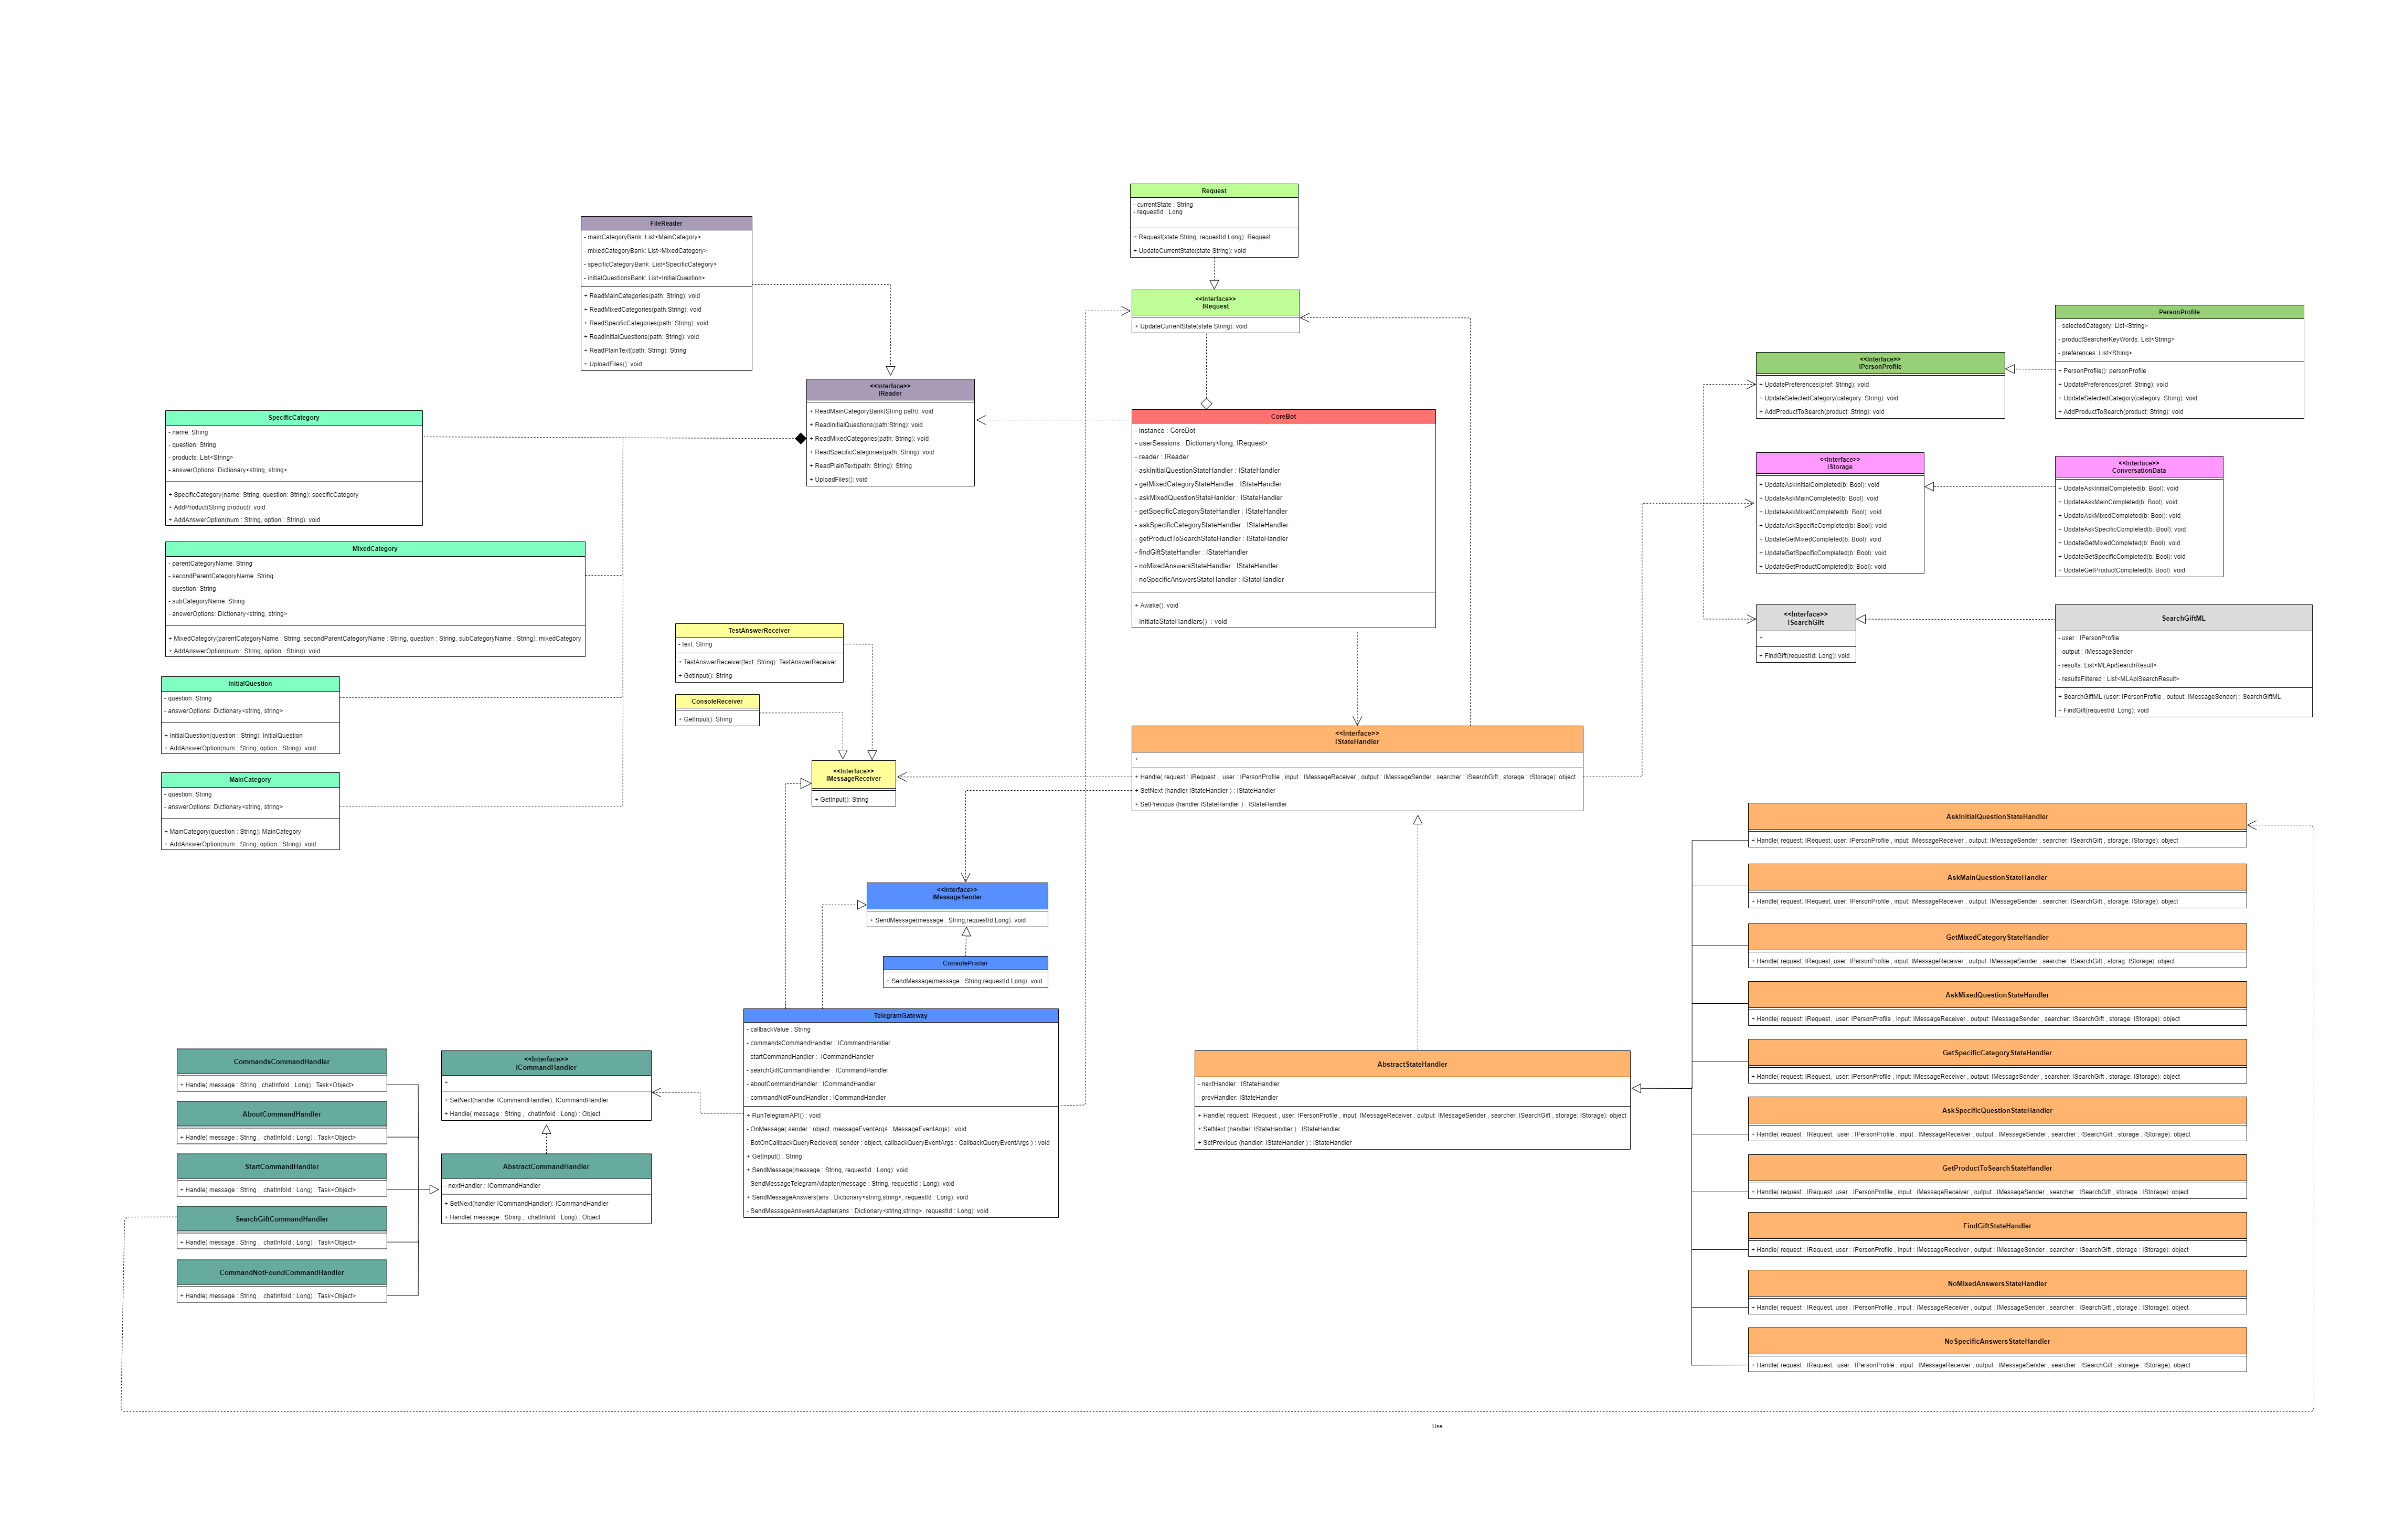 Request
- currentState : String
- requestId : Long
+ Request(state String, requestId Long): Request
+ UpdateCurrentState(state String): void
FileReader
- mainCategoryBank: List<MainCategory>
- mixedCategoryBank: List<MixedCategory>
- specificCategoryBank: List<SpecificCategory>
- initialQuestionsBank: List<InitialQuestion>
+ ReadMainCategories(path: String): void
+ ReadMixedCategories(path:String): void
+ ReadSpecificCategories(path: String): void
+ ReadInitialQuestions(path: String): void
+ ReadPlainText(path: String): String
+ UploadFiles(): void
<<Interface>>
IRequest
+ UpdateCurrentState(state String): void
<<Interface>>
IReader
+ ReadMainCategoryBank(String path): void
+ ReadInitialQuestions(path:String): void
+ ReadMixedCategories(path: String): void
+ ReadSpecificCategories(path: String): void
+ ReadPlainText(path: String): String
+ UploadFiles(): void
SpecificCategory
- name: String
- question: String
- products: List<String>
- answerOptions: Dictionary<string, string>
+ SpecificCategory(name: String, question: String): specificCategory
+ AddProduct(String product): void
+ AddAnswerOption(num : String, option : String): void
MixedCategory
- parentCategoryName: String
- secondParentCategoryName: String
- question: String
- subCategoryName: String
- answerOptions: Dictionary<string, string>
+ MixedCategory(parentCategoryName : String, secondParentCategoryName : String, question : String, subCategoryName : String): mixedCategory
+ AddAnswerOption(num : String, option : String): void
InitialQuestion
- question: String
- answerOptions: Dictionary<string, string>
+ InitialQuestion(question : String): InitialQuestion
+ AddAnswerOption(num : String, option : String): void
MainCategory
- question: String
- answerOptions: Dictionary<string, string>
+ MainCategory(question : String): MainCategory
+ AddAnswerOption(num : String, option : String): void
CoreBot
- instance : CoreBot
- userSessions : Dictionary<long, IRequest>
- reader : IReader
- askInitialQuestionStateHandler : IStateHandler
- getMixedCategoryStateHandler : IStateHandler
- askMixedQuestionStateHanlder : IStateHandler
- getSpecificCategoryStateHandler : IStateHandler
- askSpecificCategoryStateHandler : IStateHandler
- getProductToSearchStateHandler : IStateHandler
- findGiftStateHandler : IStateHandler
- noMixedAnswersStateHandler : IStateHandler
- noSpecificAnswersStateHandler : IStateHandler
+ Awake(): void
- InitiateStateHandlers() : void
<<Interface>>
IPersonProfile
+ UpdatePreferences(pref: String): void
+ UpdateSelectedCategory(category: String): void
+ AddProductToSearch(product: String): void
PersonProfile
- selectedCategory: List<String>
- productSearcherKeyWords: List<String>
- preferences: List<String>
+ PersonProfile(): personProfile
+ UpdatePreferences(pref: String): void
+ UpdateSelectedCategory(category: String): void
+ AddProductToSearch(product: String): void
<<Interface>>
IStorage
+ UpdateAskInitialCompleted(b: Bool): void
+ UpdateAskMainCompleted(b: Bool): void
+ UpdateAskMixedCompleted(b: Bool): void
+ UpdateAskSpecificCompleted(b: Bool): void
+ UpdateGetMixedCompleted(b: Bool): void
+ UpdateGetSpecificCompleted(b: Bool): void
+ UpdateGetProductCompleted(b: Bool): void
<<Interface>>
ConversationData
+ UpdateAskInitialCompleted(b: Bool): void
+ UpdateAskMainCompleted(b: Bool): void
+ UpdateAskMixedCompleted(b: Bool): void
+ UpdateAskSpecificCompleted(b: Bool): void
+ UpdateGetMixedCompleted(b: Bool): void
+ UpdateGetSpecificCompleted(b: Bool): void
+ UpdateGetProductCompleted(b: Bool): void
<<Interface>>
ISearchGift
+
+ FindGift(requestId: Long): void
SearchGiftML
- user : IPersonProfile
- output : IMessageSender
- results: List<MLApiSearchResult>
- resultsFiltered : List<MLApiSearchResult>
+ SearchGiftML (user: IPersonProfile , output: IMessageSender) : SearchGiftML
+ FindGift(requestId: Long): void
TestAnswerReceiver
- text: String
+ TestAnswerReceiver(text: String): TestAnswerReceiver
+ GetInput(): String
ConsoleReceiver
+ GetInput(): String
<<Interface>>
IMessageReceiver
+ GetInput(): String
<<Interface>>
IStateHandler
+
+ Handle( request : IRequest , user : IPersonProfile , input : IMessageReceiver , output : IMessageSender , searcher : ISearchGift , storage : IStorage): object
+ SetNext (handler IStateHandler ) : IStateHandler
+ SetPrevious (handler IStateHandler ) : IStateHandler
<<Interface>>
IMessageSender
+ SendMessage(message : String,requestId Long): void
ConsolePrinter
+ SendMessage(message : String,requestId Long): void
TelegramGateway
- callbackValue : String
- commandsCommandHandler : ICommandHandler
- startCommandHandler : ICommandHandler
- searchGiftCommandHandler : ICommandHandler
- aboutCommandHandler : ICommandHandler
- commandNotFoundHandler : ICommandHandler
+ RunTelegramAPI() : void
- OnMessage( sender : object, messageEventArgs : MessageEventArgs) : void
- BotOnCallbackQueryRecieved( sender : object, callbackQueryEventArgs : CallbackQueryEventArgs ) : void
+ GetInput() : String
+ SendMessage(message : String, requestId : Long): void
- SendMessageTelegramAdapter(message : String, requestId : Long): void
+ SendMessageAnswers(ans : Dictionary<string,string>, requestId : Long): void
- SendMessageAnswersAdapter(ans : Dictionary<string,string>, requestId : Long): void
CommandsCommandHandler
+ Handle( message : String , chatInfoId : Long) : Task<Object>
AboutCommandHandler
+ Handle( message : String , chatInfoId : Long) : Task<Object>
StartCommandHandler
+ Handle( message : String , chatInfoId : Long) : Task<Object>
SearchGiftCommandHandler
+ Handle( message : String , chatInfoId : Long) : Task<Object>
CommandNotFoundCommandHandler
+ Handle( message : String , chatInfoId : Long) : Task<Object>
<<Interface>>
ICommandHandler
+
+ SetNext(handler ICommandHandler): ICommandHandler
+ Handle( message : String , chatInfoId : Long) : Object
AbstractCommandHandler
- nextHandler : ICommandHandler
+ SetNext(handler ICommandHandler): ICommandHandler
+ Handle( message : String , chatInfoId : Long) : Object
AbstractStateHandler
- nextHandler : IStateHandler
- prevHandler: IStateHandler
+ Handle( request: IRequest , user: IPersonProfile , input: IMessageReceiver , output: IMessageSender , searcher: ISearchGift , storage: IStorage): object
+ SetNext (handler: IStateHandler ) : IStateHandler
+ SetPrevious (handler: IStateHandler ) : IStateHandler
AskInitialQuestionStateHandler
+ Handle( request: IRequest, user: IPersonProfile , input: IMessageReceiver , output: IMessageSender , searcher: ISearchGift , storage: IStorage): object
AskMainQuestionStateHandler
+ Handle( request: IRequest, user: IPersonProfile , input: IMessageReceiver , output: IMessageSender , searcher: ISearchGift , storage: IStorage): object
GetMixedCategoryStateHandler
+ Handle( request: IRequest, user: IPersonProfile , input: IMessageReceiver , output: IMessageSender , searcher: ISearchGift , storag: IStorage): object
AskMixedQuestionStateHandler
+ Handle( request: IRequest, user : IPersonProfile , input: IMessageReceiver , output: IMessageSender , searcher: ISearchGift , storage: IStorage): object
GetSpecificCategoryStateHandler
+ Handle( request: IRequest, user : IPersonProfile , input: IMessageReceiver , output : IMessageSender , searcher: ISearchGift , storage: IStorage): object
AskSpecificQuestionStateHandler
+ Handle( request: IRequest, user : IPersonProfile , input : IMessageReceiver , output : IMessageSender , searcher : ISearchGift , storage : IStorage): object
GetProductToSearchStateHandler
+ Handle( request: IRequest, user : IPersonProfile , input : IMessageReceiver , output : IMessageSender , searcher : ISearchGift , storage : IStorage): object
FindGiftStateHandler
+ Handle( request : IRequest, user : IPersonProfile , input : IMessageReceiver , output : IMessageSender , searcher : ISearchGift , storage : IStorage): object
NoMixedAnswersStateHandler
+ Handle( request : IRequest, user : IPersonProfile , input : IMessageReceiver , output : IMessageSender , searcher : ISearchGift , storage : IStorage): object
NoSpecificAnswersStateHandler
+ Handle( request : IRequest, user : IPersonProfile , input : IMessageReceiver , output : IMessageSender , searcher : ISearchGift , storage : IStorage): object
Use